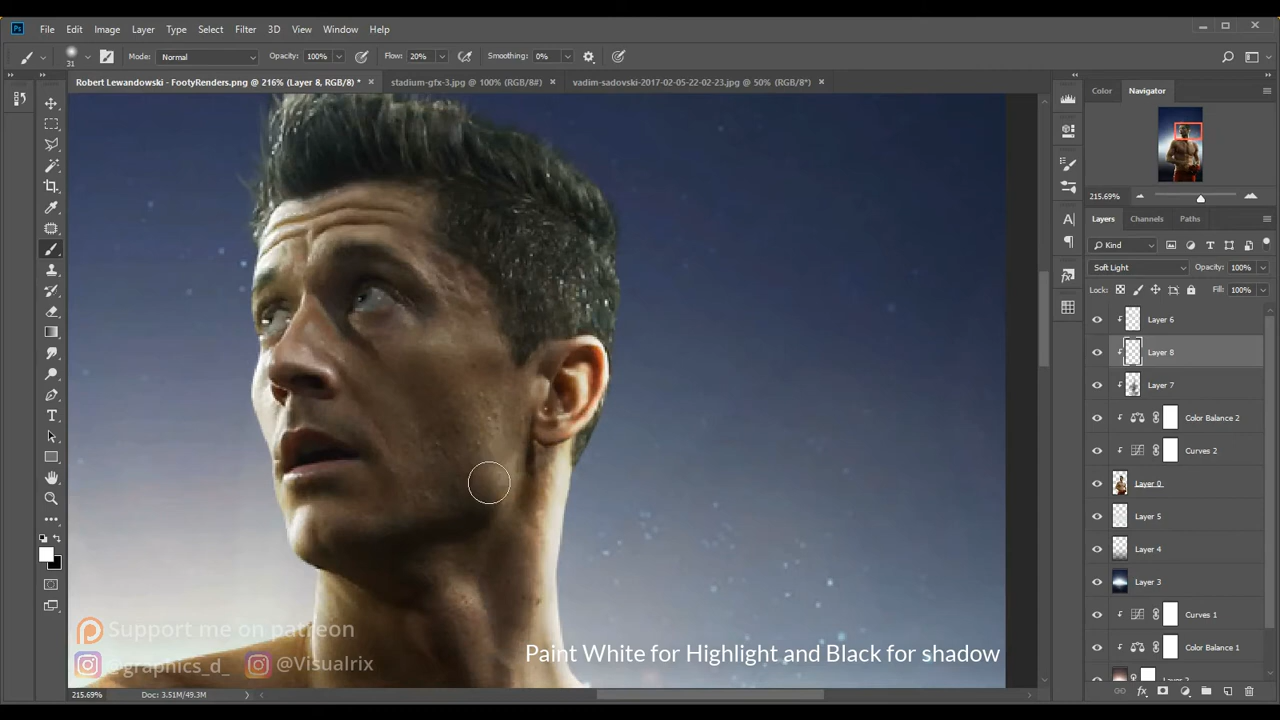 File Edit Image Layer Type Select Filter 3D View Window Help
31 Mode: Normal Opacity: 100% Flow: 20% Smoothing: 0%
Robert Lewandowski - FootyRenders.png @ 216% (Layer 8, RGB/8) * stadium-gfx-3.jpg @ 100% (RGB/8#) vadim-sadovski-2017-02-05-22-02-23.jpg @ 50% (RGB/8*)
Color Navigator
215.69%
Layers Channels Paths
Kind
Soft Light Opacity: 100%
Lock: Fill: 100%
Layer 6
Layer 8
Layer 7
Color Balance 2
Curves 2
Layer 0
Layer 5
Layer 4
Layer 3
Curves 1
Color Balance 1
Layer 2
Support me on patreon
@graphics_d_ @Visualrix
Paint White for Highlight and Black for shadow
215.69% Doc: 3.51M/49.3M